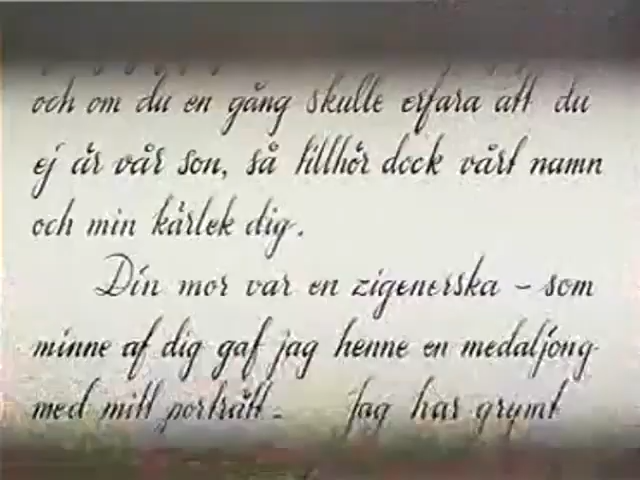 och om du en gång skulle erfara att du
ej är vår son, så tillhör dock vårt namn
och min kärlek dig.
Din mor var en zigenerska – som
minne af dig gaf jag henne en medaljong
med mitt porträtt. Jag har grymt